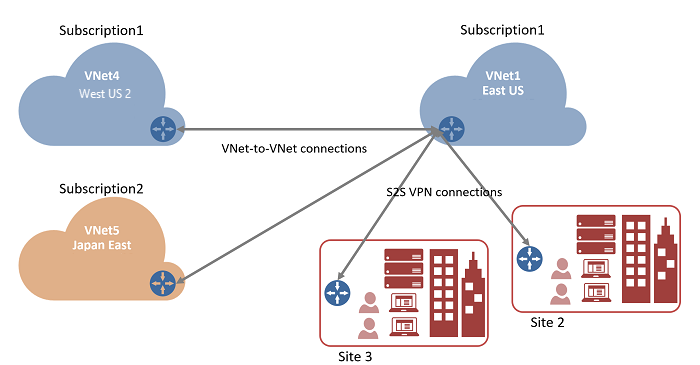 Subscription1
Subscription1
VNet4
West US 2
VNet1
East US
VNet-to-VNet connections
Subscription2
S2S VPN connections
VNet5
Japan East
Site 2
Site 3